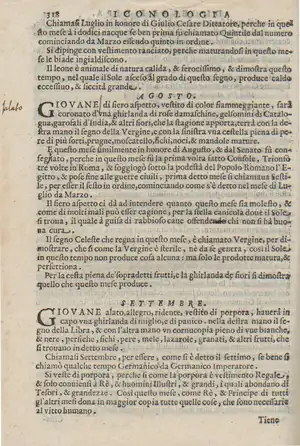 318 ICONOLOGIA
Chiamasi Luglio in honore di Giulio Cesare Dittatore, perche in que
sto mese à i dodici nacque se ben prima fù chiamato Quintile dal numero
cominciando da Marzo essendo quinto in ordine.
Si dipinge con vestimento rancioto, perche maturandosi in questo me-
se le biade ingialdiscono.
Il leone è animale di natura calida, & ferocissimo, & dimostra questo
tempo, nel quale il Sole asceso al grado di questo segno, produce caldo
eccessiuo, & siccità grande.
AGOSTO.
GIOVANE di fiero aspetto, vestito di color fiammeggiante, sarà
coronato d'vna ghirlanda di rose damaschine, gelsomini di Catalo-
gna, garofali d'india, & altri fiori, che la stagione apporta, terrà con la de
stra mano il segno della Vergine, e con la sinistra vna cestella piena di pe-
re di più sorti, prugne, moscatello, fichi, noci, & mandole mature.
E questo mese similmente in honore di Augusto, & dal Senato fù con-
segrato, perche in questo mese fù la prima volta fatto Console, Trionfò
tre volte in Roma, & soggiogò sotto la podestà del Popolo Romano l'E-
gitto, & pose fine alle guerre ciuili, prima detto mese si chiamaua Sesti-
le, per esser il sesto in ordine, cominciando come s'è detto nel mese di Lu-
glio da Marzo.
Il fiero aspetto ci dà ad intendere quanto questo mese sia molesto, &
come di molti mali può esser cagione, per la stella canicola doue il Sole
si troua, il quale à guisa di rabbioso cane offende chi non si hà buo-
na cura.
Il segno Celeste che regna in questo mese, è chiamato Vergine, per di-
mostrare, che si come la Vergine è sterile, nè da se genera, così il Sole
in questo tempo non produce cosa alcuna: ma solo le prodotte matura, &
perfettiona.
Per la cesta piena de'sopradetti frutti, e la ghirlanda de fiori si dimostra
quello che questo mese produce.
SETTEMBRE.
GIOVANE alato, allegro, ridente, vestito di porpora, hauerà in
capo vna ghirlanda di miglio, e di panico. nella destra mano il se-
gno della Libra, & con l'altra mano vn cornucopia pieno di vue bianche,
& nere, persiche, fichi, pere, mele, lazarole, granati, & altri frutti, che
si trouano in detto mese.
Chiamasi Settembre, per essere, come si è detto il settimo, se bene si
chiamò qualche tempo Germanico da Germanico Imperatore.
Si veste di porpora, perche si come la porpora è vestimento Regale,
& solo conuiensi à Rè, & huomini Illustri, & grandi, i quali abondano di
Tesori, & grandezze. Così questo mese, come Rè, & Principe di tutti
gl'altri mesi dona in maggior copia tutte quelle cose, che sono necessarie
al vitto humano.
Tiene